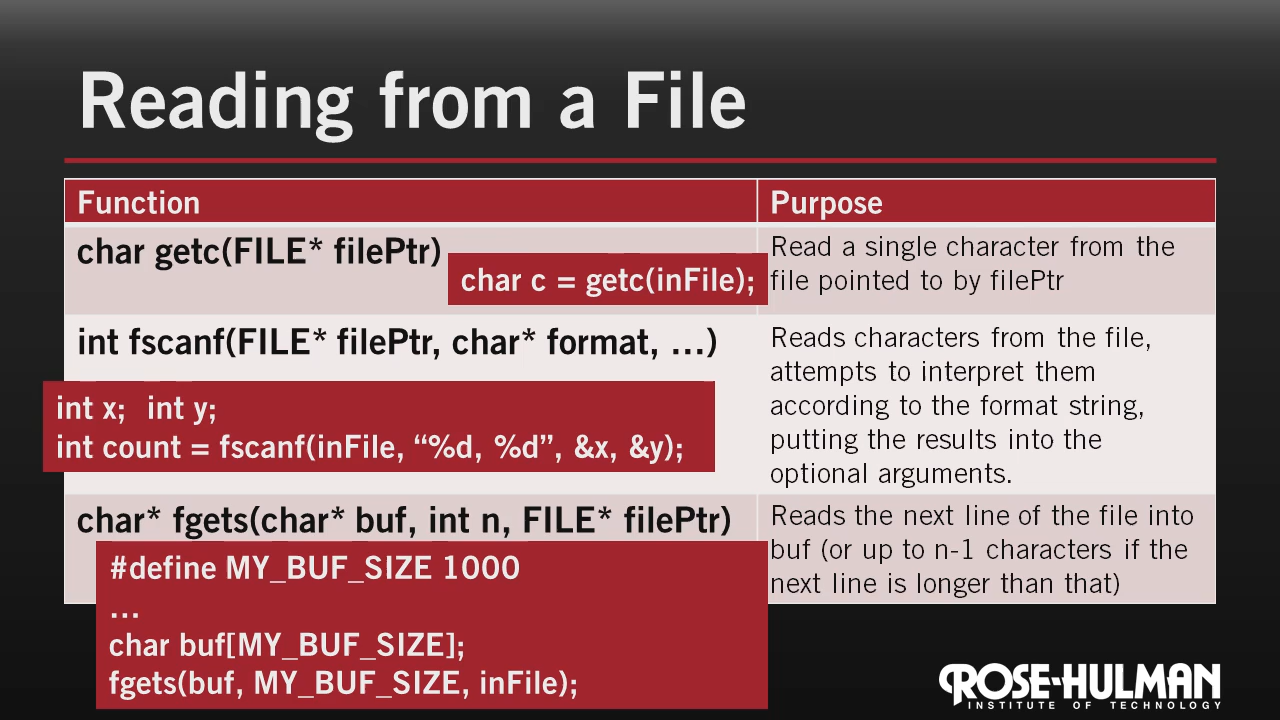 Reading from a File
Function
Purpose
char getc(FILE* filePtr)
char c = getc(inFile);
Read a single character from the
file pointed to by filePtr
int fscanf(FILE* filePtr, char* format, …)
int x;  int y;
int count = fscanf(inFile, “%d, %d”, &x, &y);
Reads characters from the file,
attempts to interpret them
according to the format string,
putting the results into the
optional arguments.
char* fgets(char* buf, int n, FILE* filePtr)
#define MY_BUF_SIZE 1000
…
char buf[MY_BUF_SIZE];
fgets(buf, MY_BUF_SIZE, inFile);
Reads the next line of the file into
buf (or up to n-1 characters if the
next line is longer than that)
ROSE-HULMAN
INSTITUTE OF TECHNOLOGY